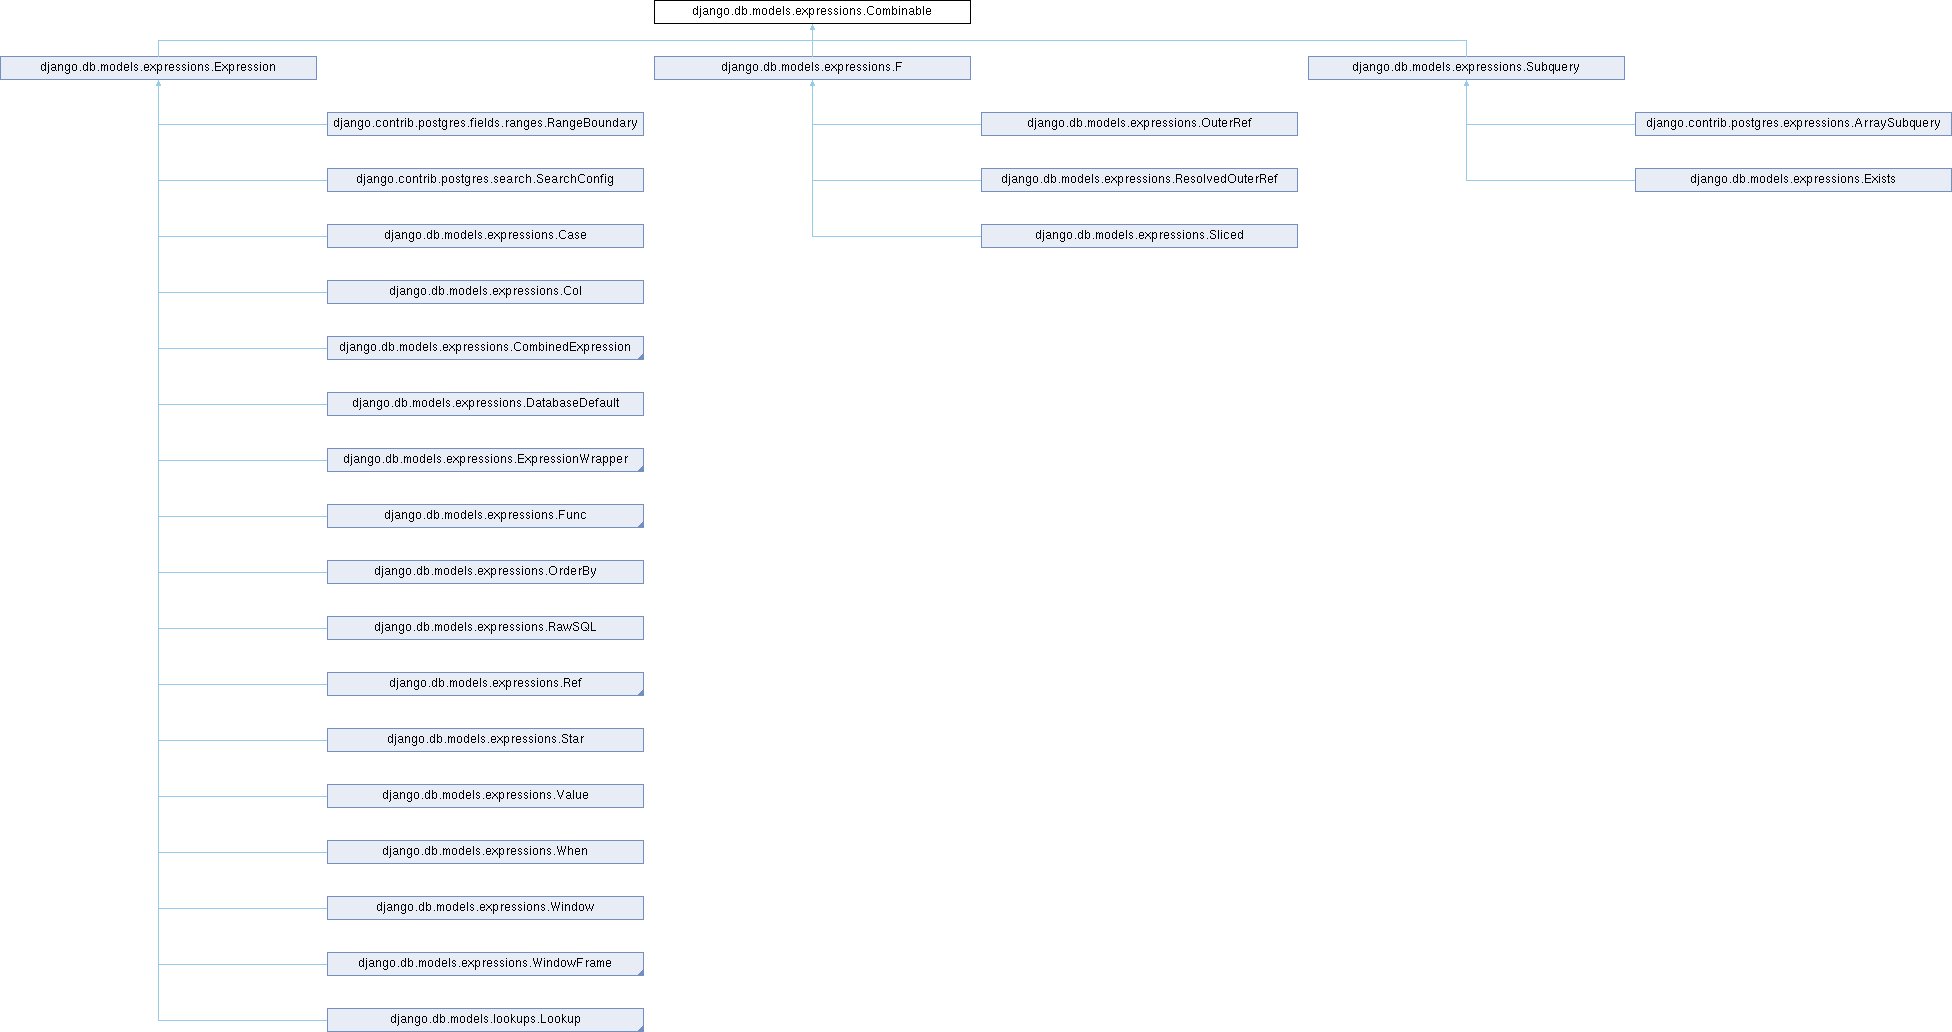 django.db.models.expressions.Combinable
django.db.models.expressions.Expression
django.db.models.expressions.F
django.db.models.expressions.Subquery
django.contrib.postgres.fields.ranges.RangeBoundary
django.db.models.expressions.OuterRef
django.contrib.postgres.expressions.ArraySubquery
django.contrib.postgres.search.SearchConfig
django.db.models.expressions.ResolvedOuterRef
django.db.models.expressions.Exists
django.db.models.expressions.Case
django.db.models.expressions.Sliced
django.db.models.expressions.Col
django.db.models.expressions.CombinedExpression
django.db.models.expressions.DatabaseDefault
django.db.models.expressions.ExpressionWrapper
django.db.models.expressions.Func
django.db.models.expressions.OrderBy
django.db.models.expressions.RawSQL
django.db.models.expressions.Ref
django.db.models.expressions.Star
django.db.models.expressions.Value
django.db.models.expressions.When
django.db.models.expressions.Window
django.db.models.expressions.WindowFrame
django.db.models.lookups.Lookup